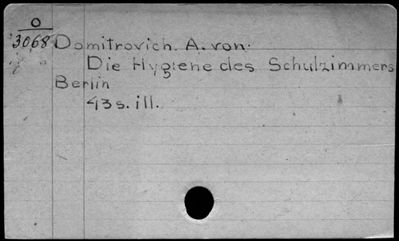 O
3068 Domitrovich. A. von.
Die Hygiene des Schulzimmers
Berlin
43 s. ill.